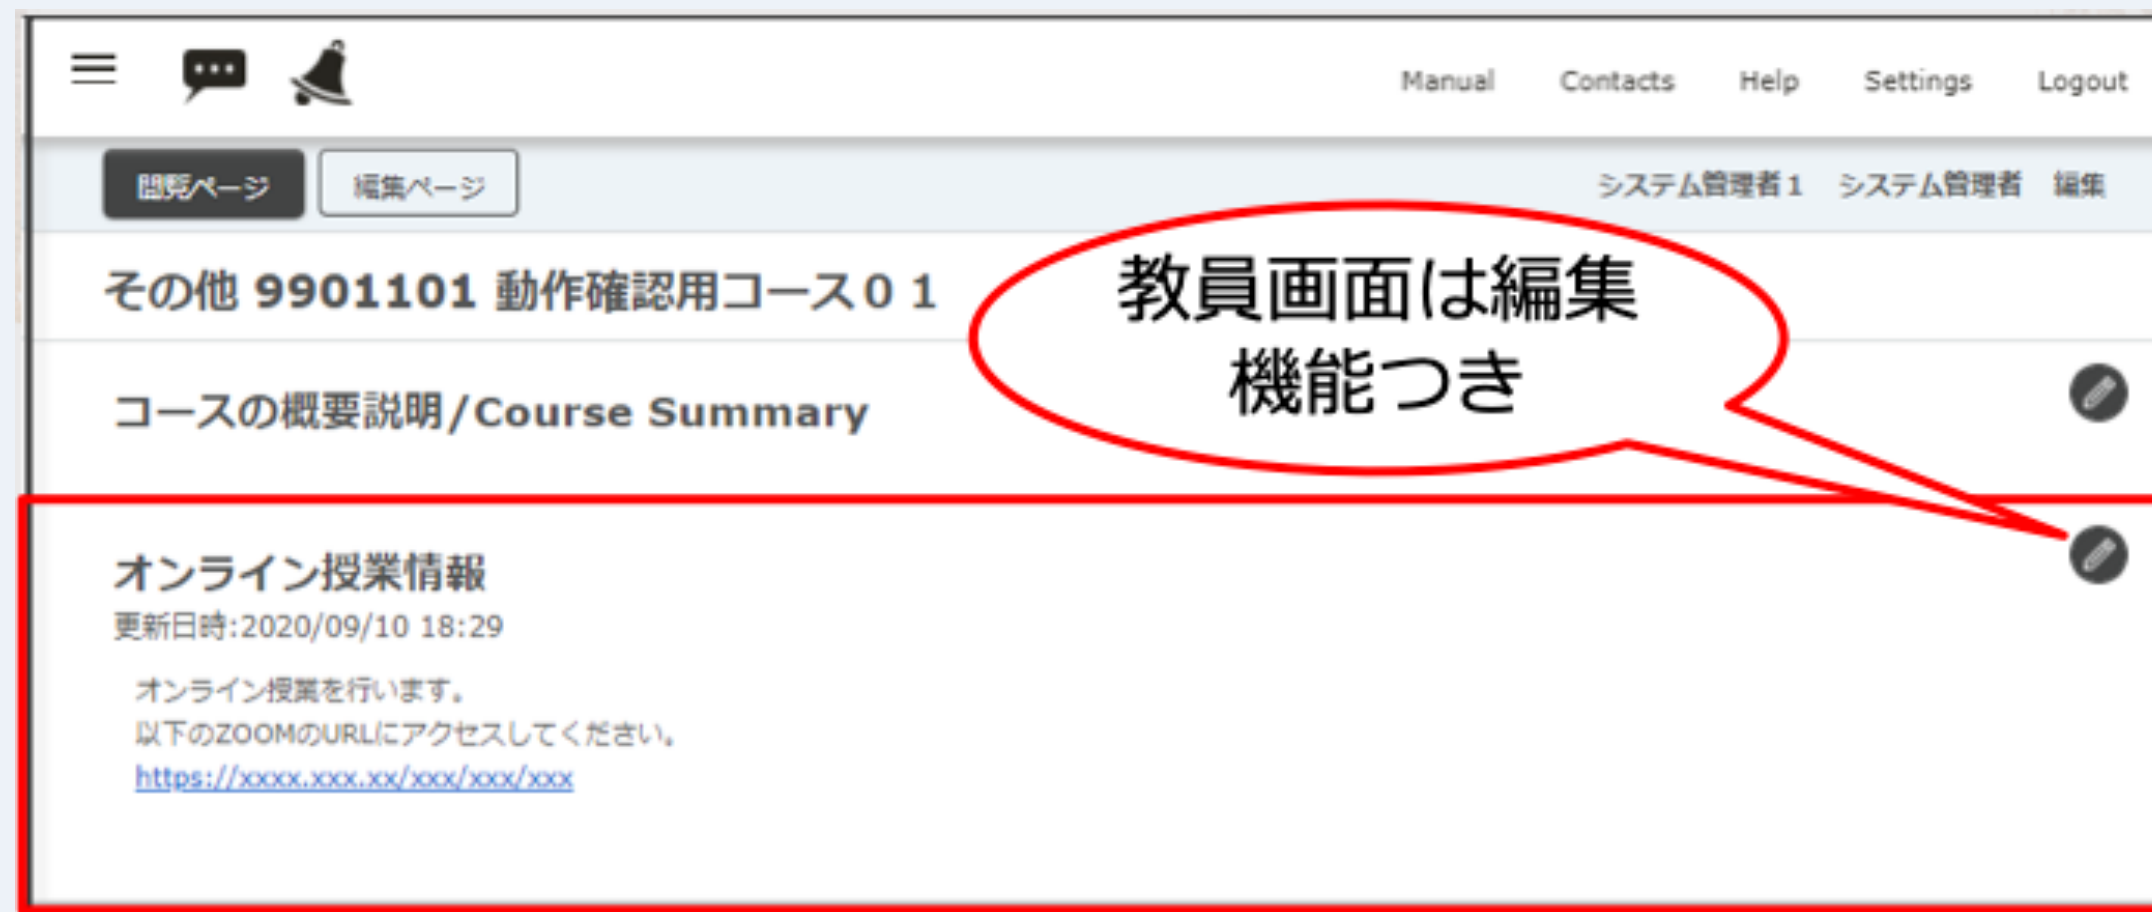 Manual Contacts Help Settings Logout
閲覧ページ 編集ページ システム管理者1 システム管理者 編集
その他 9901101 動作確認用コース０１
教員画面は編集
機能つき
コースの概要説明/Course Summary
オンライン授業情報
更新日時:2020/09/10 18:29
オンライン授業を行います。
以下のZOOMのURLにアクセスしてください。
https://xxxx.xxx.xx/xxx/xxx/xxx